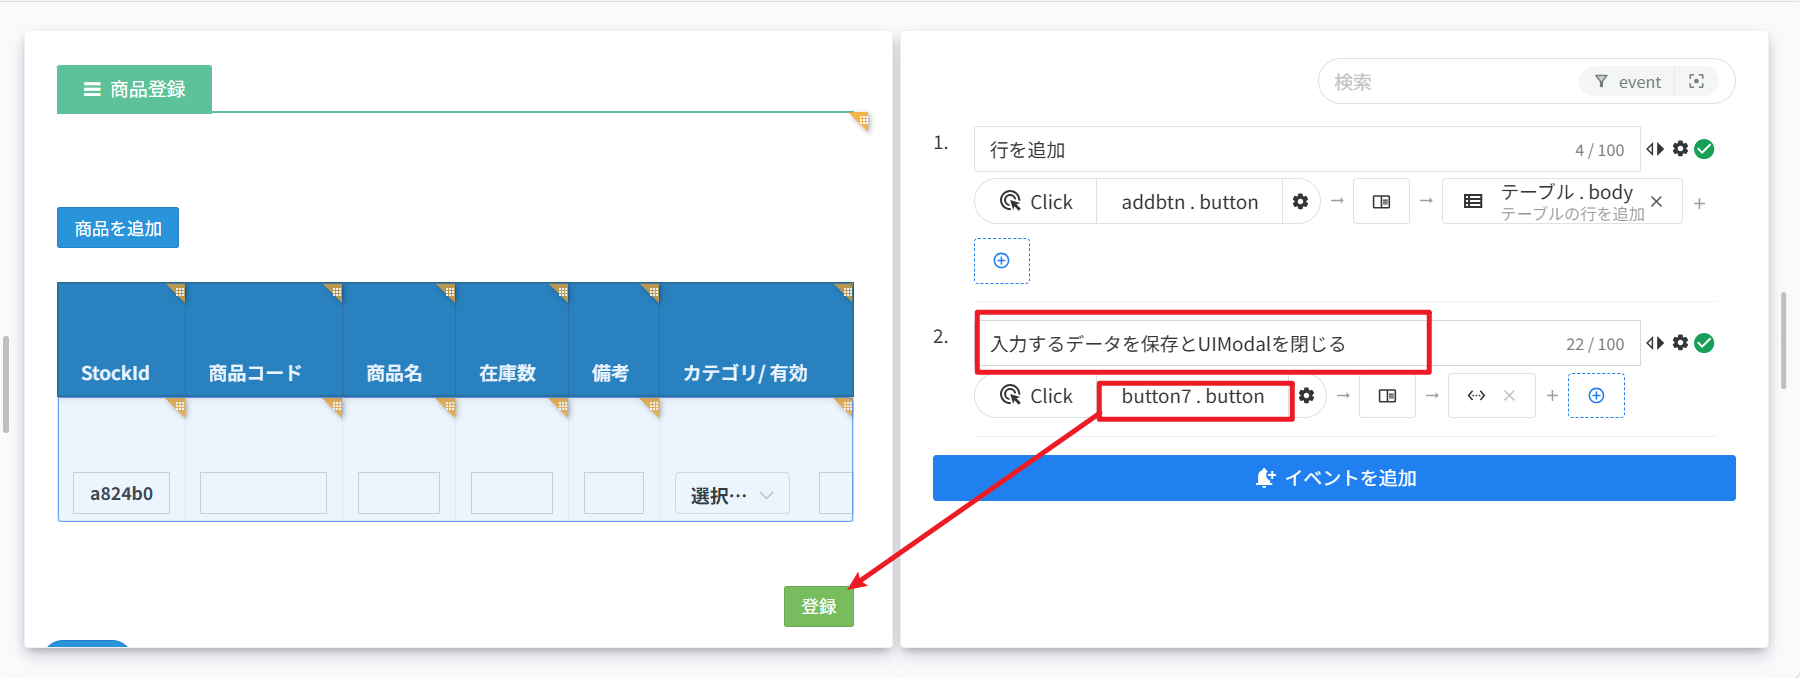 商品登録
商品を追加
StockId 商品コード 商品名 在庫数 備考 カテゴリ/ 有効
a824b0 選択···
登録
検索 event
1. 行を追加 4 / 100
Click addbtn . button テーブル . body
テーブルの行を追加
2. 入力するデータを保存とUIModalを閉じる 22 / 100
Click button7 . button
イベントを追加